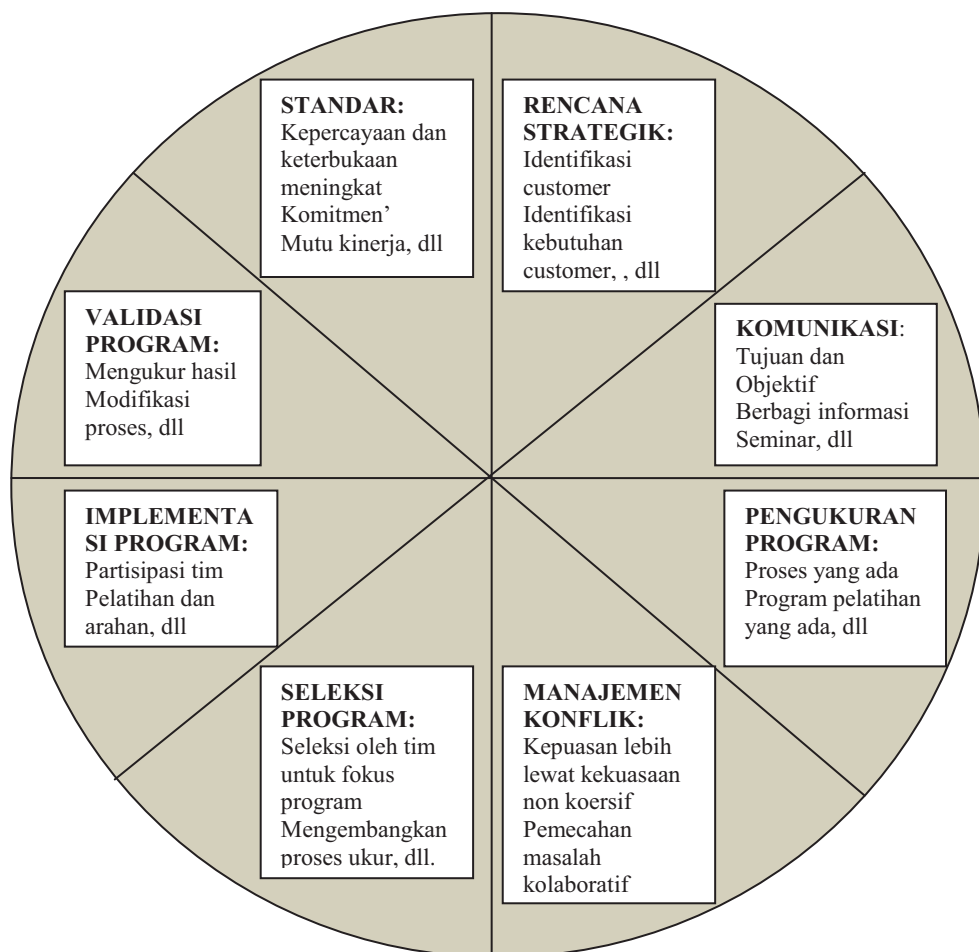 STANDAR:
Kepercayaan dan
keterbukaan
meningkat
Komitmen’
Mutu kinerja, dll
RENCANA
STRATEGIK:
Identifikasi
customer
Identifikasi
kebutuhan
customer, , dll
VALIDASI
PROGRAM:
Mengukur hasil
Modifikasi
proses, dll
KOMUNIKASI:
Tujuan dan
Objektif
Berbagi informasi
Seminar, dll
IMPLEMENTA
SI PROGRAM:
Partisipasi tim
Pelatihan dan
arahan, dll
PENGUKURAN
PROGRAM:
Proses yang ada
Program pelatihan
yang ada, dll
SELEKSI
PROGRAM:
Seleksi oleh tim
untuk fokus
program
Mengembangkan
proses ukur, dll.
MANAJEMEN
KONFLIK:
Kepuasan lebih
lewat kekuasaan
non koersif
Pemecahan
masalah
kolaboratif